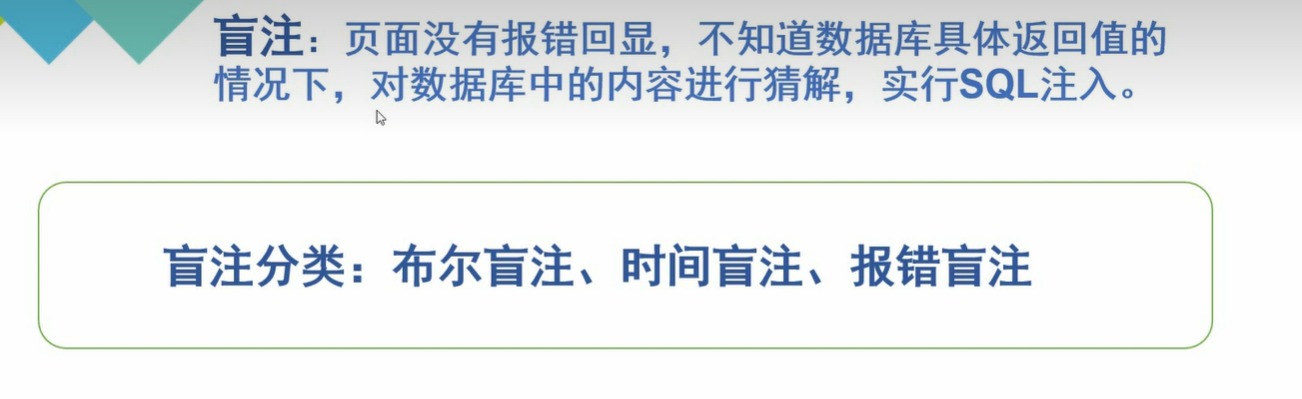 盲注：页面没有报错回显，不知道数据库具体返回值的
情况下，对数据库中的内容进行猜解，实行SQL注入。
盲注分类：布尔盲注、时间盲注、报错盲注